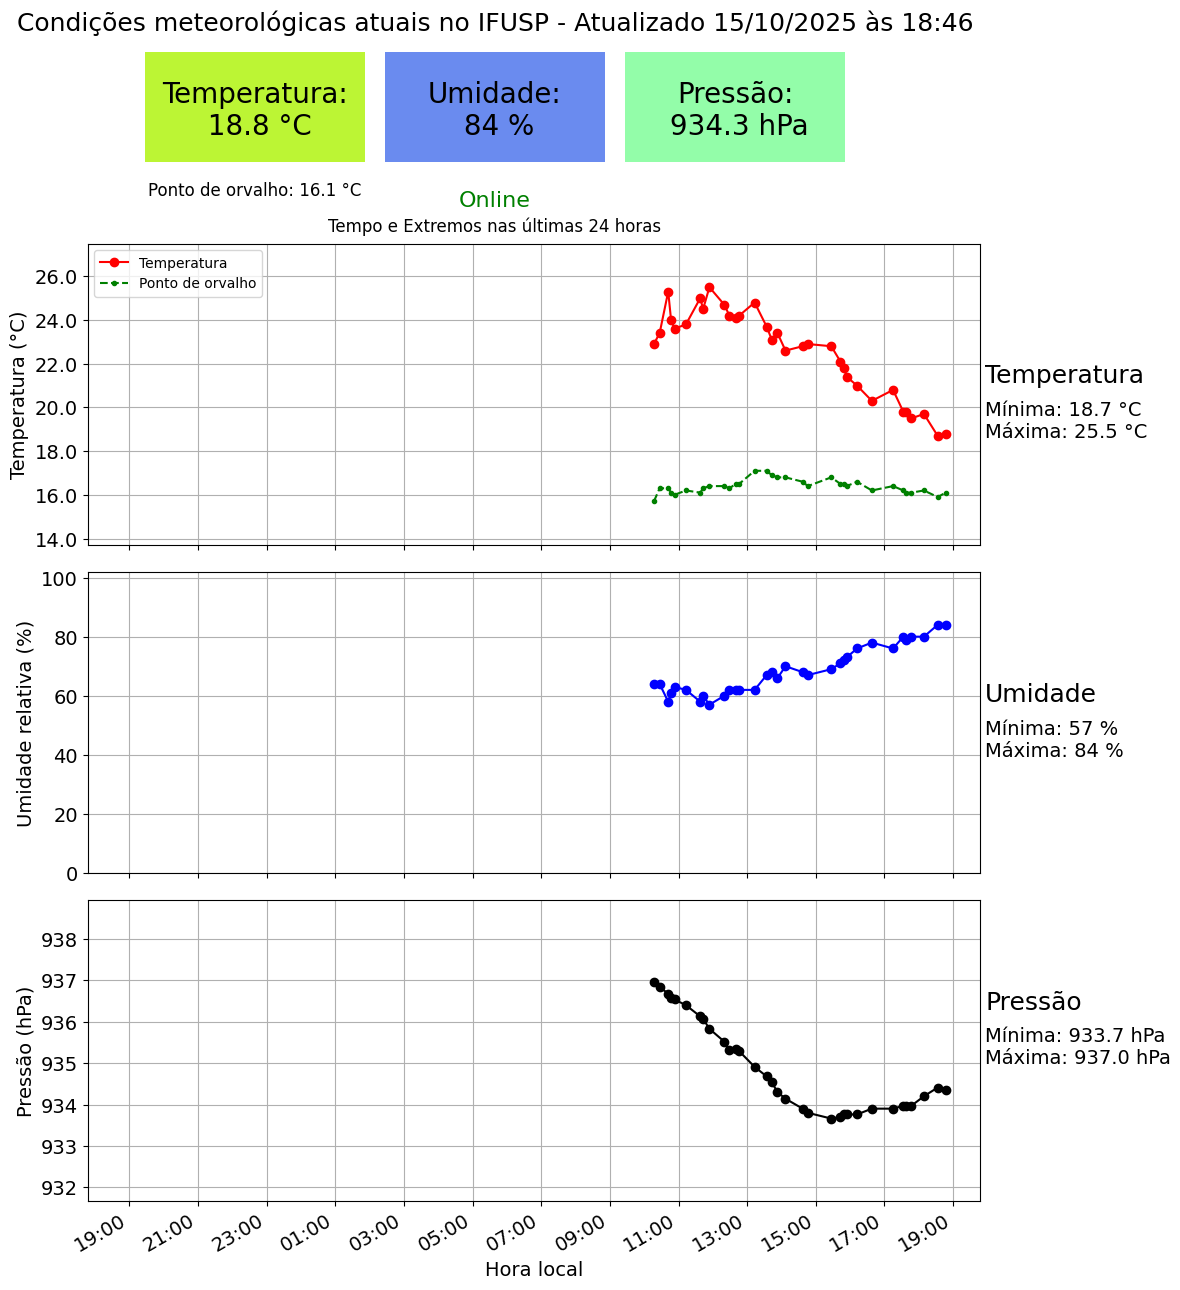 Condições meteorológicas atuais no IFUSP - Atualizado 15/10/2025 às 18:46
Temperatura:
18.8 °C
Umidade:
84 %
Pressão:
934.3 hPa
Ponto de orvalho: 16.1 °C
Online
Tempo e Extremos nas últimas 24 horas
Temperatura
Ponto de orvalho
Temperatura (°C)
26.0
24.0
22.0
20.0
18.0
16.0
14.0
Temperatura
Mínima: 18.7 °C
Máxima: 25.5 °C
Umidade relativa (%)
100
80
60
40
20
0
Umidade
Mínima: 57 %
Máxima: 84 %
Pressão (hPa)
938
937
936
935
934
933
932
Pressão
Mínima: 933.7 hPa
Máxima: 937.0 hPa
19:00 21:00 23:00 01:00 03:00 05:00 07:00 09:00 11:00 13:00 15:00 17:00 19:00
Hora local